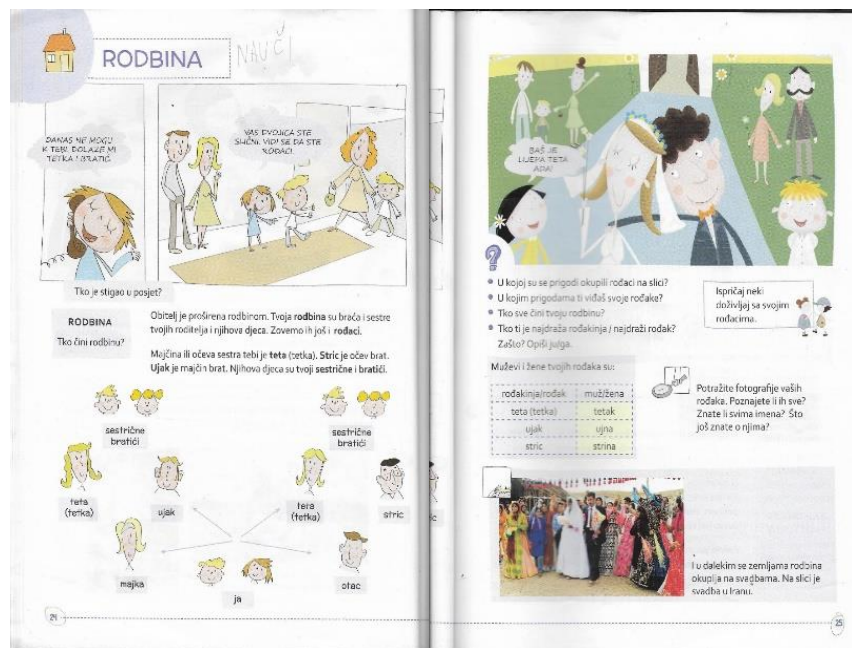 RODBINA
NAUČI
DANAS NE MOGU
K TEBI. DOLAZE MI
TETKA I BRATIĆ.
VAS DVOJICA STE
SLIČNI. VIDI SE DA STE
ROĐACI.
Tko je stigao u posjet?
RODBINA
Tko čini rodbinu?
Obitelj je proširena rodbinom. Tvoja rodbina su braća i sestre
tvojih roditelja i njihova djeca. Zovemo ih još i rođaci.
Majčina ili očeva sestra tebi je teta (tetka). Stric je očev brat.
Ujak je majčin brat. Njihova djeca su tvoji sestrične i bratići.
sestrične
bratići
sestrične
bratići
teta
(tetka)
ujak
teta
(tetka)
stric
majka
ja
otac
24
BAŠ JE
LIJEPA TETA
ADA!
?
U kojoj su se prigodi okupili rođaci na slici?
U kojim prigodama ti viđaš svoje rođake?
Tko sve čini tvoju rodbinu?
Tko ti je najdraža rođakinja / najdraži rođak?
Zašto? Opiši ju/ga.
Ispričaj neki
doživljaj sa svojim
rođacima.
Muževi i žene tvojih rođaka su:
rođakinja/rođak muž/žena
teta (tetka) tetak
ujak ujna
stric strina
Potražite fotografije vaših
rođaka. Poznajete li ih sve?
Znate li svima imena? Što
još znate o njima?
I u dalekim se zemljama rodbina
okuplja na svadbama. Na slici je
svadba u Iranu.
25